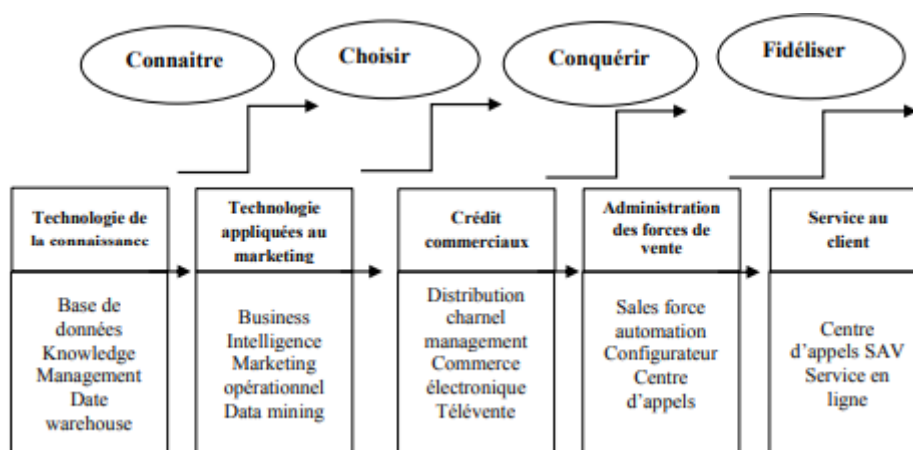 Connaitre
Choisir
Conquérir
Fidéliser
Technologie de
la connaissance
Technologie
appliquées au
marketing
Crédit
commerciaux
Administration
des forces de
vente
Service au
client
Base de
données
Knowledge
Management
Date
warehouse
Business
Intelligence
Marketing
opérationnel
Data mining
Distribution
charnel
management
Commerce
électronique
Télévente
Sales force
automation
Configurateur
Centre
d'appels
Centre
d'appels SAV
Service en
ligne